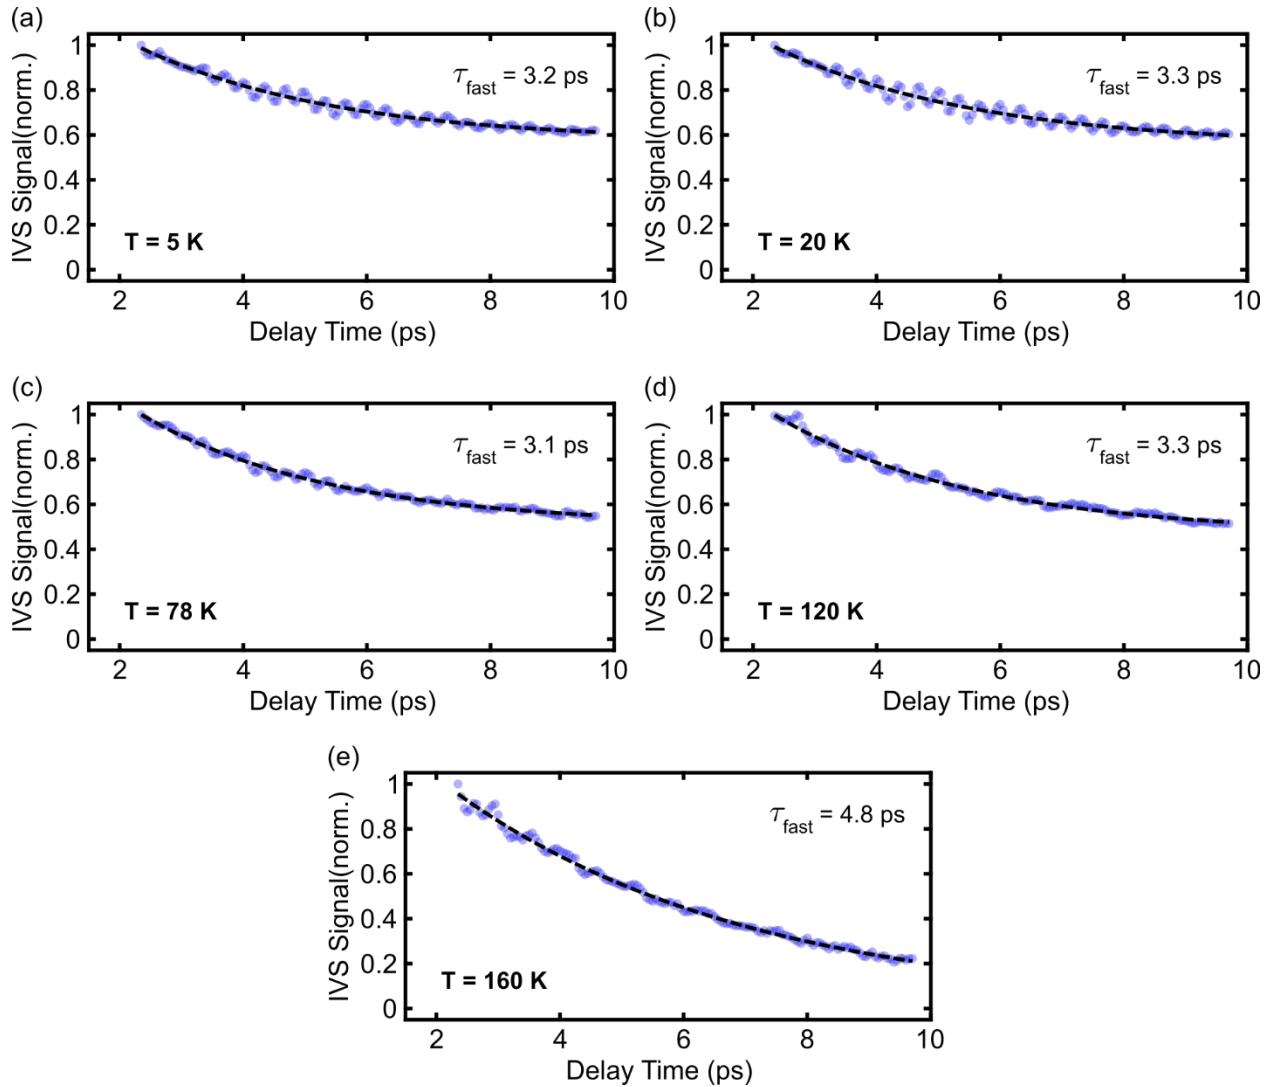 (a)
1
0.8
0.6
0.4
0.2
0
IVS Signal(norm.)
τfast = 3.2 ps
T = 5 K
2 4 6 8 10
Delay Time (ps)
(b)
1
0.8
0.6
0.4
0.2
0
IVS Signal(norm.)
τfast = 3.3 ps
T = 20 K
2 4 6 8 10
Delay Time (ps)
(c)
1
0.8
0.6
0.4
0.2
0
IVS Signal(norm.)
τfast = 3.1 ps
T = 78 K
2 4 6 8 10
Delay Time (ps)
(d)
1
0.8
0.6
0.4
0.2
0
IVS Signal(norm.)
τfast = 3.3 ps
T = 120 K
2 4 6 8 10
Delay Time (ps)
(e)
1
0.8
0.6
0.4
0.2
0
IVS Signal(norm.)
τfast = 4.8 ps
T = 160 K
2 4 6 8 10
Delay Time (ps)